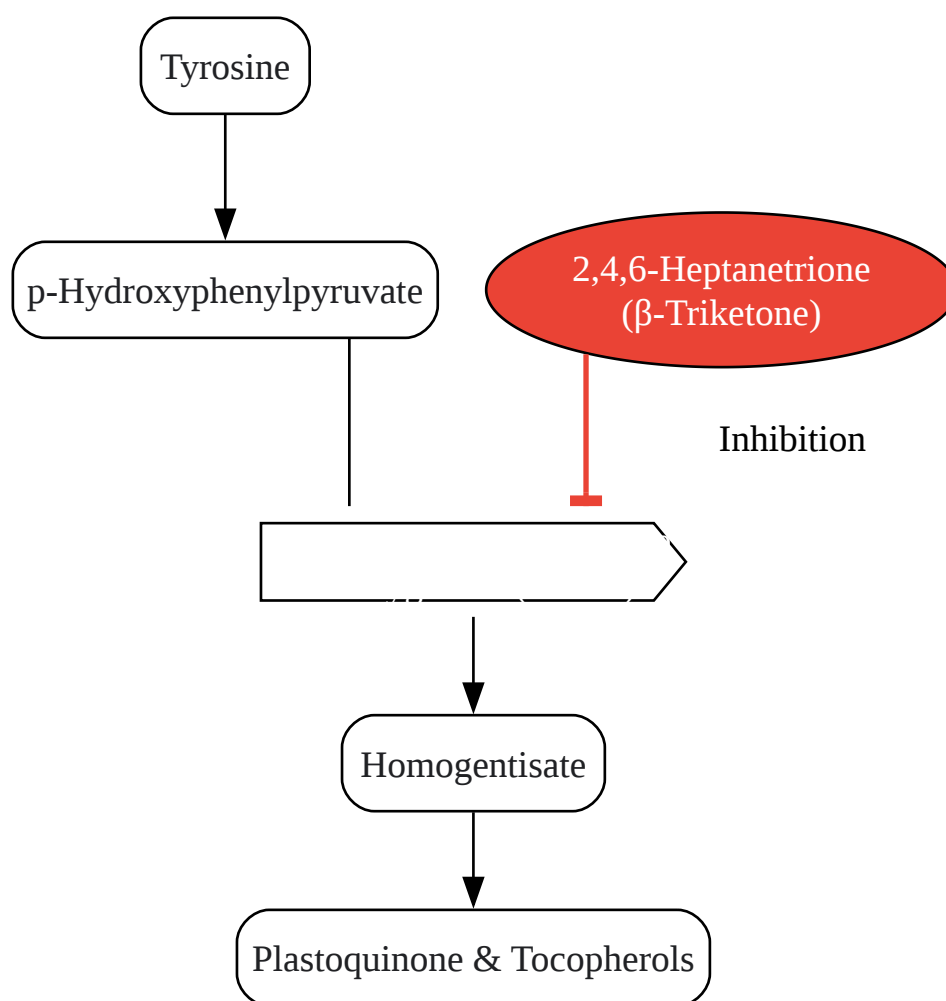 Tyrosine
p-Hydroxyphenylpyruvate
2,4,6-Heptanetrione
(β-Triketone)
Inhibition
Homogentisate
Plastoquinone & Tocopherols